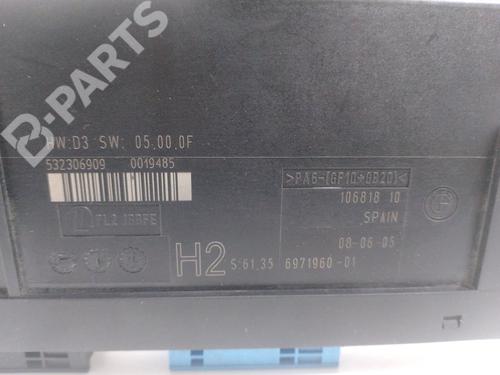 B-PARTS
HW:D3 SW: 05.00.0F
532306909 0019485
>PA6-(GF10+GB20)<
106818 10
SPAIN
08-06-05
H2 S:61.35 6971960-01